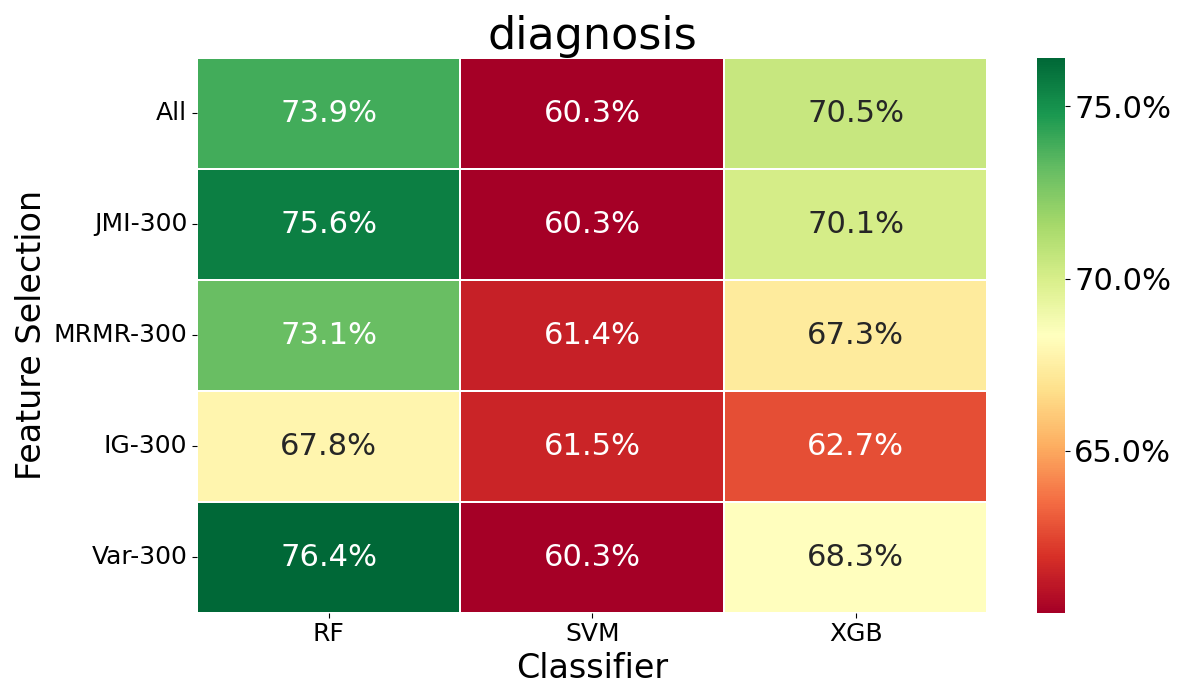 diagnosis
Feature Selection
All 73.9% 60.3% 70.5%
JMI-300 75.6% 60.3% 70.1%
MRMR-300 73.1% 61.4% 67.3%
IG-300 67.8% 61.5% 62.7%
Var-300 76.4% 60.3% 68.3%
RF SVM XGB
Classifier
75.0%
70.0%
65.0%